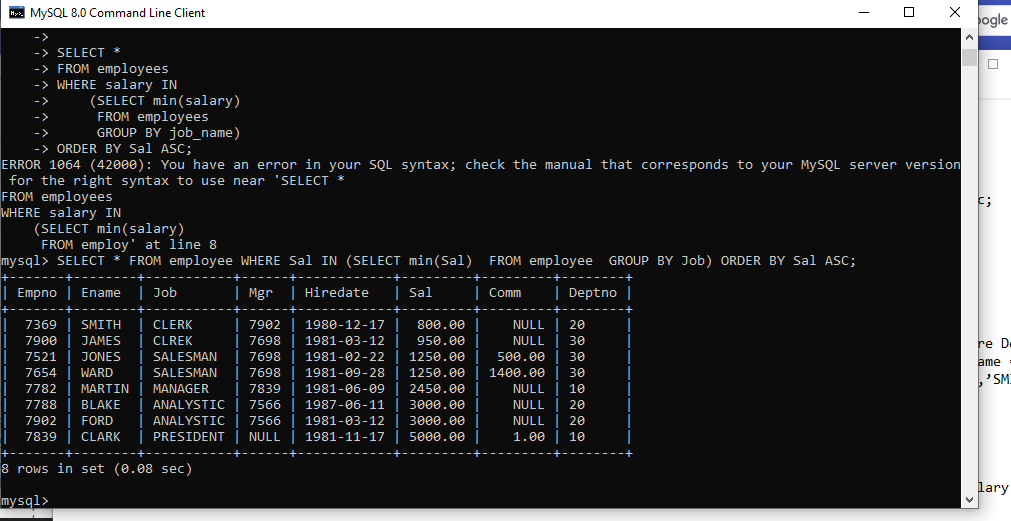 MySQL 8.0 Command Line Client
->
-> SELECT *
-> FROM employees
-> WHERE salary IN
->     (SELECT min(salary)
->      FROM employees
->      GROUP BY job_name)
-> ORDER BY Sal ASC;
ERROR 1064 (42000): You have an error in your SQL syntax; check the manual that corresponds to your MySQL server version
for the right syntax to use near 'SELECT *
FROM employees
WHERE salary IN
(SELECT min(salary)
FROM employ' at line 8
mysql> SELECT * FROM employee WHERE Sal IN (SELECT min(Sal)  FROM employee  GROUP BY Job) ORDER BY Sal ASC;
| Empno | Ename  | Job       | Mgr  | Hiredate   | Sal     | Comm    | Deptno |
|  7369 | SMITH  | CLERK     | 7902 | 1980-12-17 |  800.00 |    NULL | 20     |
|  7900 | JAMES  | CLREK     | 7698 | 1981-03-12 |  950.00 |    NULL | 30     |
|  7521 | JONES  | SALESMAN  | 7698 | 1981-02-22 | 1250.00 |  500.00 | 30     |
|  7654 | WARD   | SALESMAN  | 7698 | 1981-09-28 | 1250.00 | 1400.00 | 30     |
|  7782 | MARTIN | MANAGER   | 7839 | 1981-06-09 | 2450.00 |    NULL | 10     |
|  7788 | BLAKE  | ANALYSTIC | 7566 | 1987-06-11 | 3000.00 |    NULL | 20     |
|  7902 | FORD   | ANALYSTIC | 7566 | 1981-03-12 | 3000.00 |    NULL | 20     |
|  7839 | CLARK  | PRESIDENT | NULL | 1981-11-17 | 5000.00 |    1.00 | 10     |
8 rows in set (0.08 sec)
mysql>